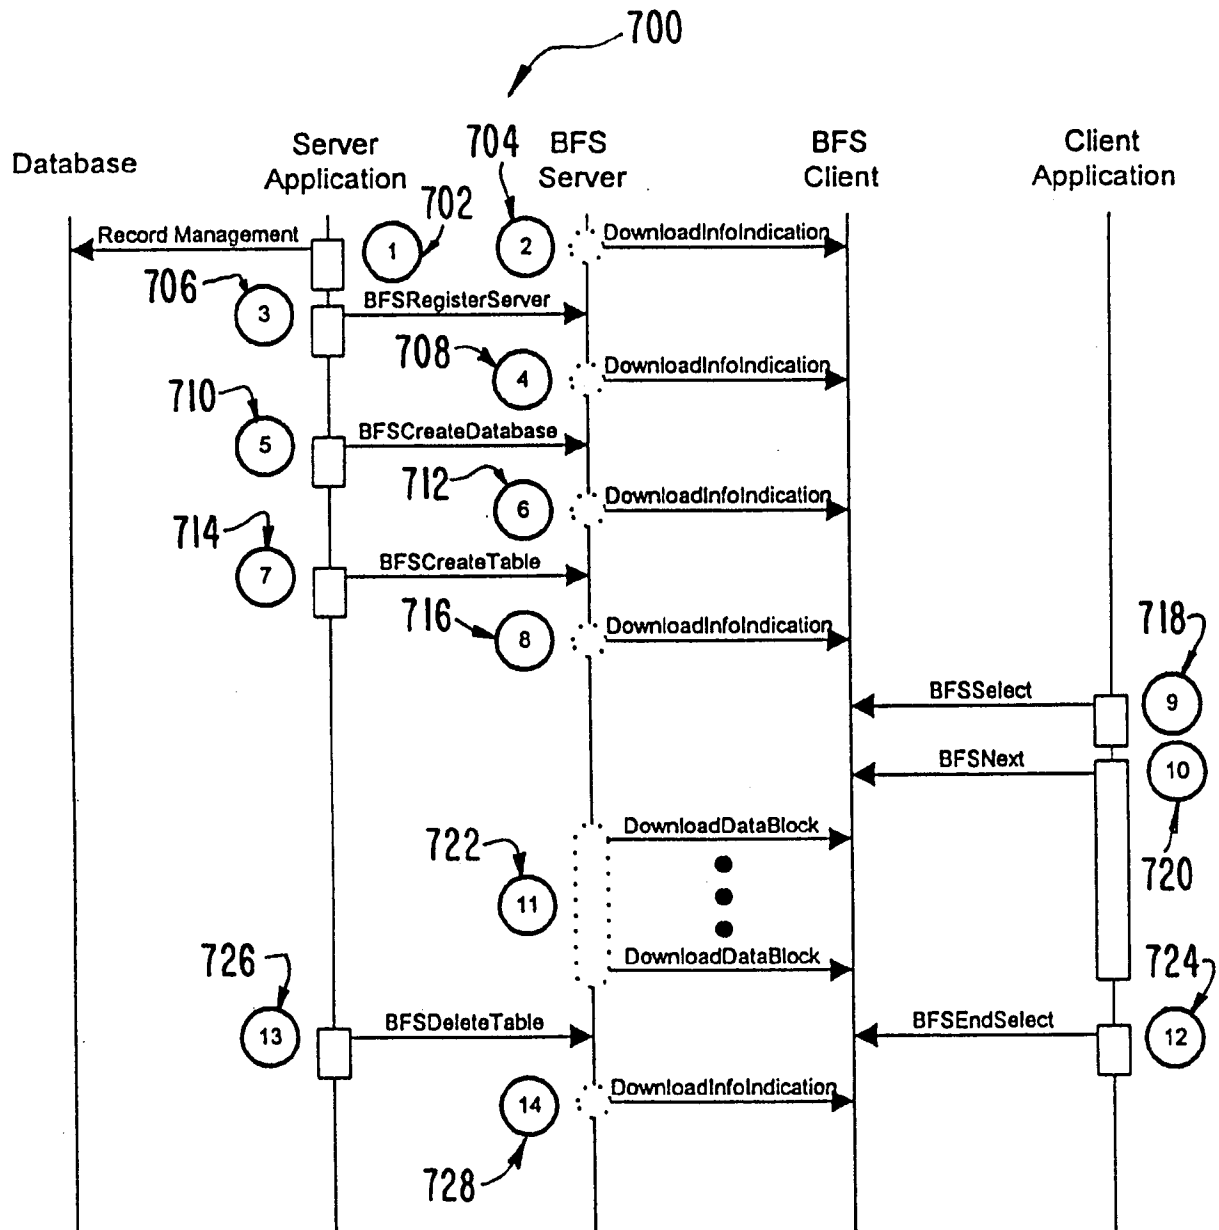 700
Database
Server
Application
704
BFS
Server
BFS
Client
Client
Application
Record Management
1
702
2
DownloadInfoIndication
706
3
BFSRegisterServer
708
4
DownloadInfoIndication
710
5
BFSCreateDatabase
712
6
DownloadInfoIndication
714
7
BFSCreateTable
716
8
DownloadInfoIndication
718
BFSSelect
9
BFSNext
10
720
DownloadDataBlock
722
11
DownloadDataBlock
726
13
BFSDeleteTable
724
BFSEndSelect
12
14
DownloadInfoIndication
728